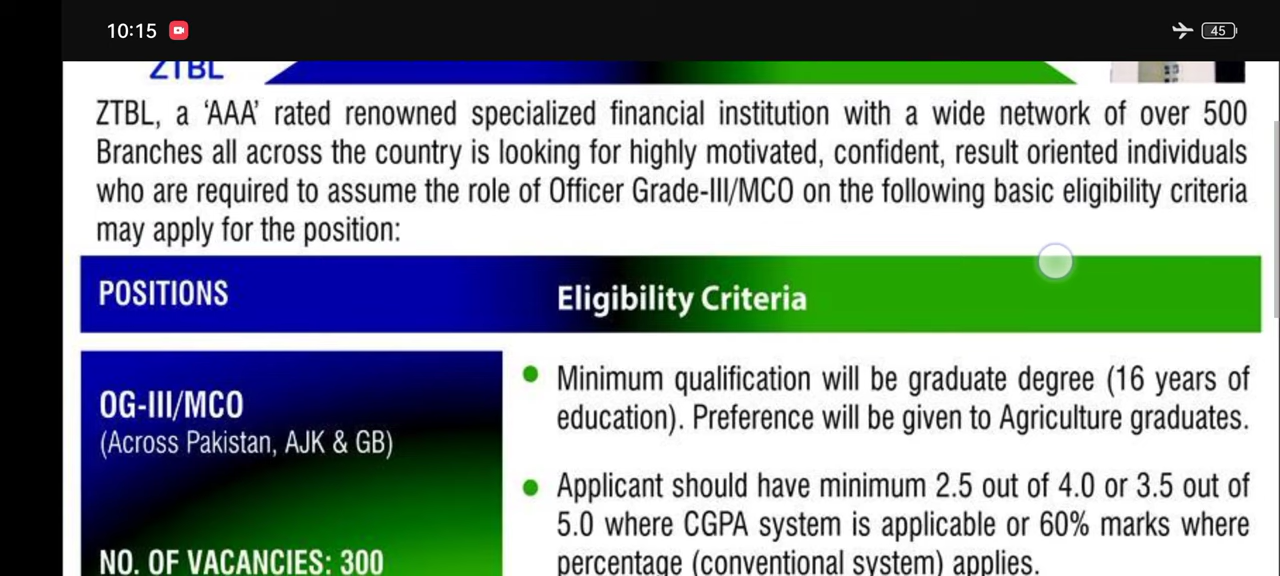 10:15
45
ZTBL
ZTBL, a ‘AAA’ rated renowned specialized financial institution with a wide network of over 500
Branches all across the country is looking for highly motivated, confident, result oriented individuals
who are required to assume the role of Officer Grade-III/MCO on the following basic eligibility criteria
may apply for the position:
POSITIONS
Eligibility Criteria
OG-III/MCO
(Across Pakistan, AJK & GB)
NO. OF VACANCIES: 300
Minimum qualification will be graduate degree (16 years of
education). Preference will be given to Agriculture graduates.
Applicant should have minimum 2.5 out of 4.0 or 3.5 out of
5.0 where CGPA system is applicable or 60% marks where
percentage (conventional system) applies.